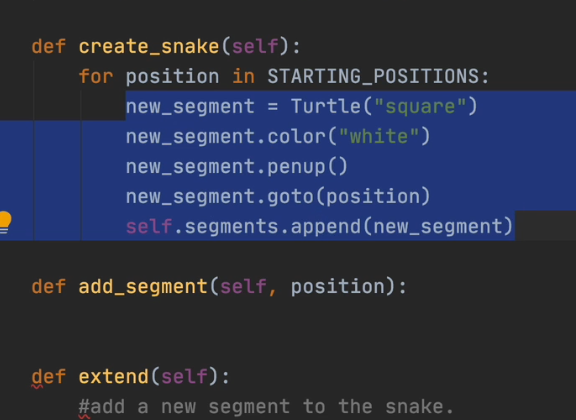 def create_snake(self):
    for position in STARTING_POSITIONS:
        new_segment = Turtle("square")
        new_segment.color("white")
        new_segment.penup()
        new_segment.goto(position)
        self.segments.append(new_segment)
def add_segment(self, position):
def extend(self):
    #add a new segment to the snake.